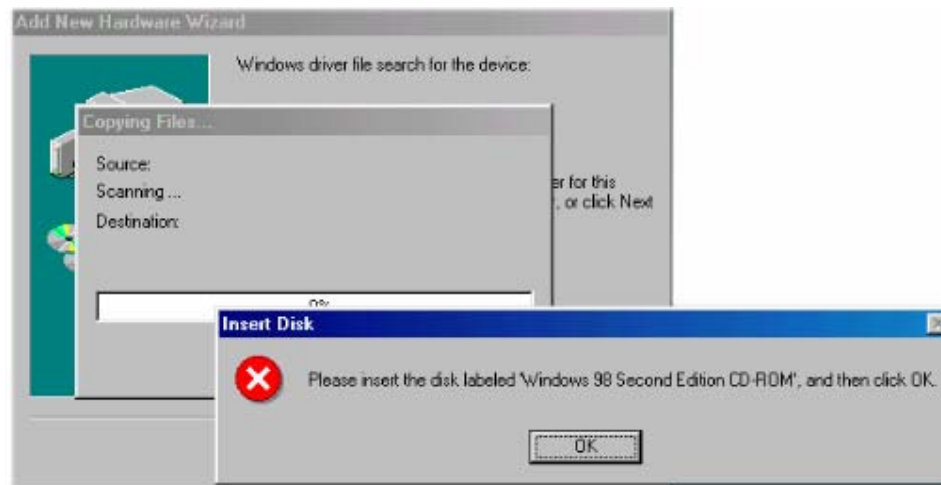 Add New Hardware Wizard
Windows driver file search for the device:
Copying Files...
Source:
Scanning ...
Destination:
er for this
, or click Next
0%
Insert Disk
Please insert the disk labeled 'Windows 98 Second Edition CD-ROM', and then click OK.
OK